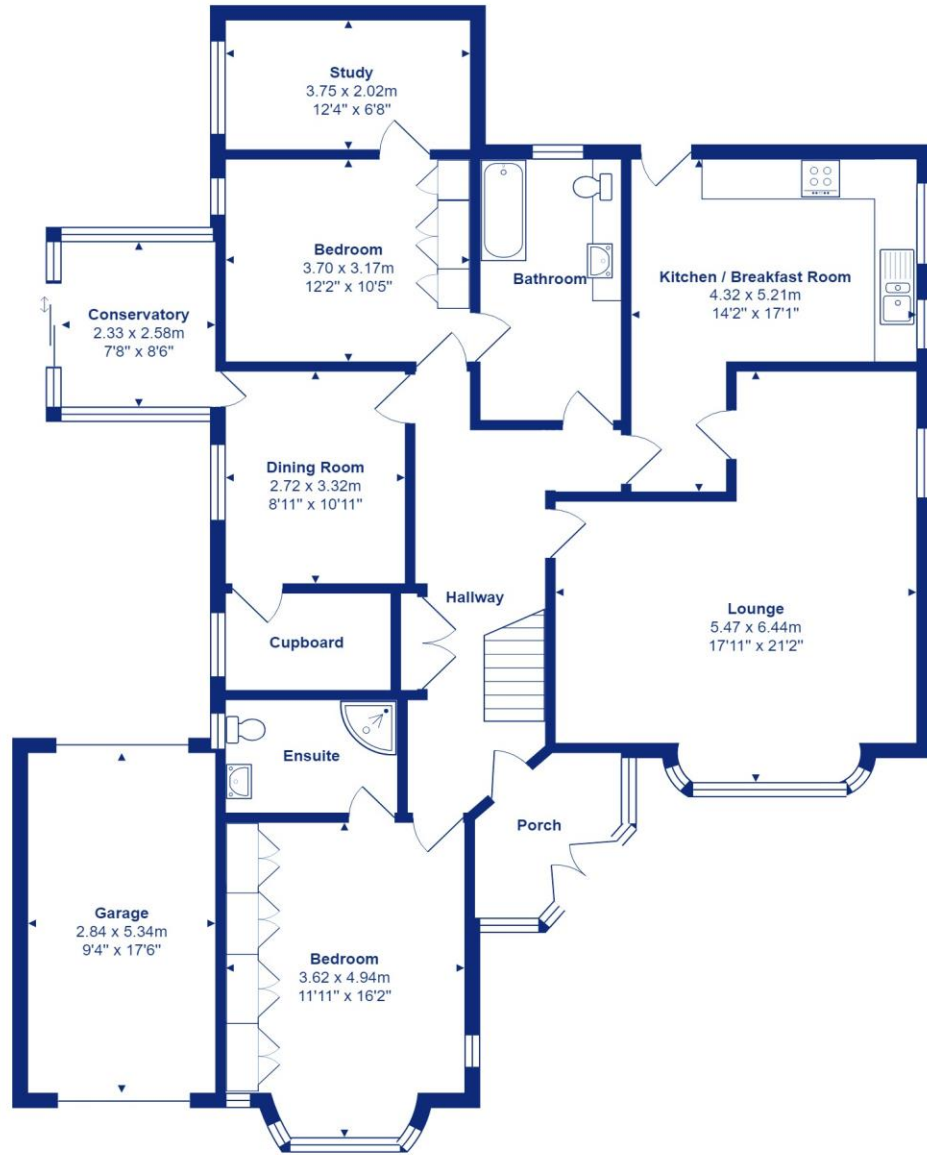 Study
3.75 x 2.02m
12'4" x 6'8"
Bedroom
3.70 x 3.17m
12'2" x 10'5"
Bathroom
Kitchen / Breakfast Room
4.32 x 5.21m
14'2" x 17'1"
Conservatory
2.33 x 2.58m
7'8" x 8'6"
Dining Room
2.72 x 3.32m
8'11" x 10'11"
Hallway
Lounge
5.47 x 6.44m
17'11" x 21'2"
Cupboard
Ensuite
Porch
Garage
2.84 x 5.34m
9'4" x 17'6"
Bedroom
3.62 x 4.94m
11'11" x 16'2"